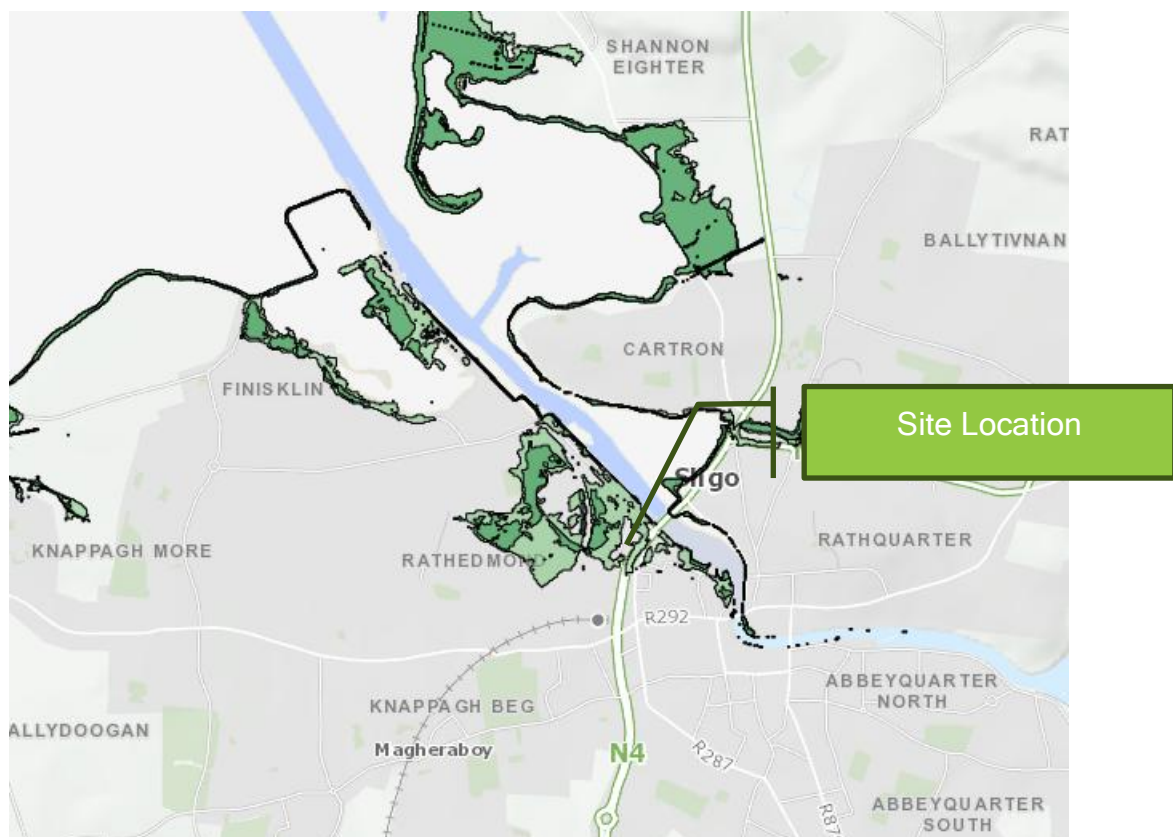 SHANNON
EIGHTER
RAT
BALLYTIVNAN
CARTRON
FINISKLIN
Site Location
Sligo
KNAPPAGH MORE
RATHEDMOND
RATHQUARTER
R292
ABBEYQUARTER
NORTH
KNAPPAGH BEG
ALLYDOOGAN
Magheraboy
N4
R287
R87
ABBEYQUARTER
SOUTH